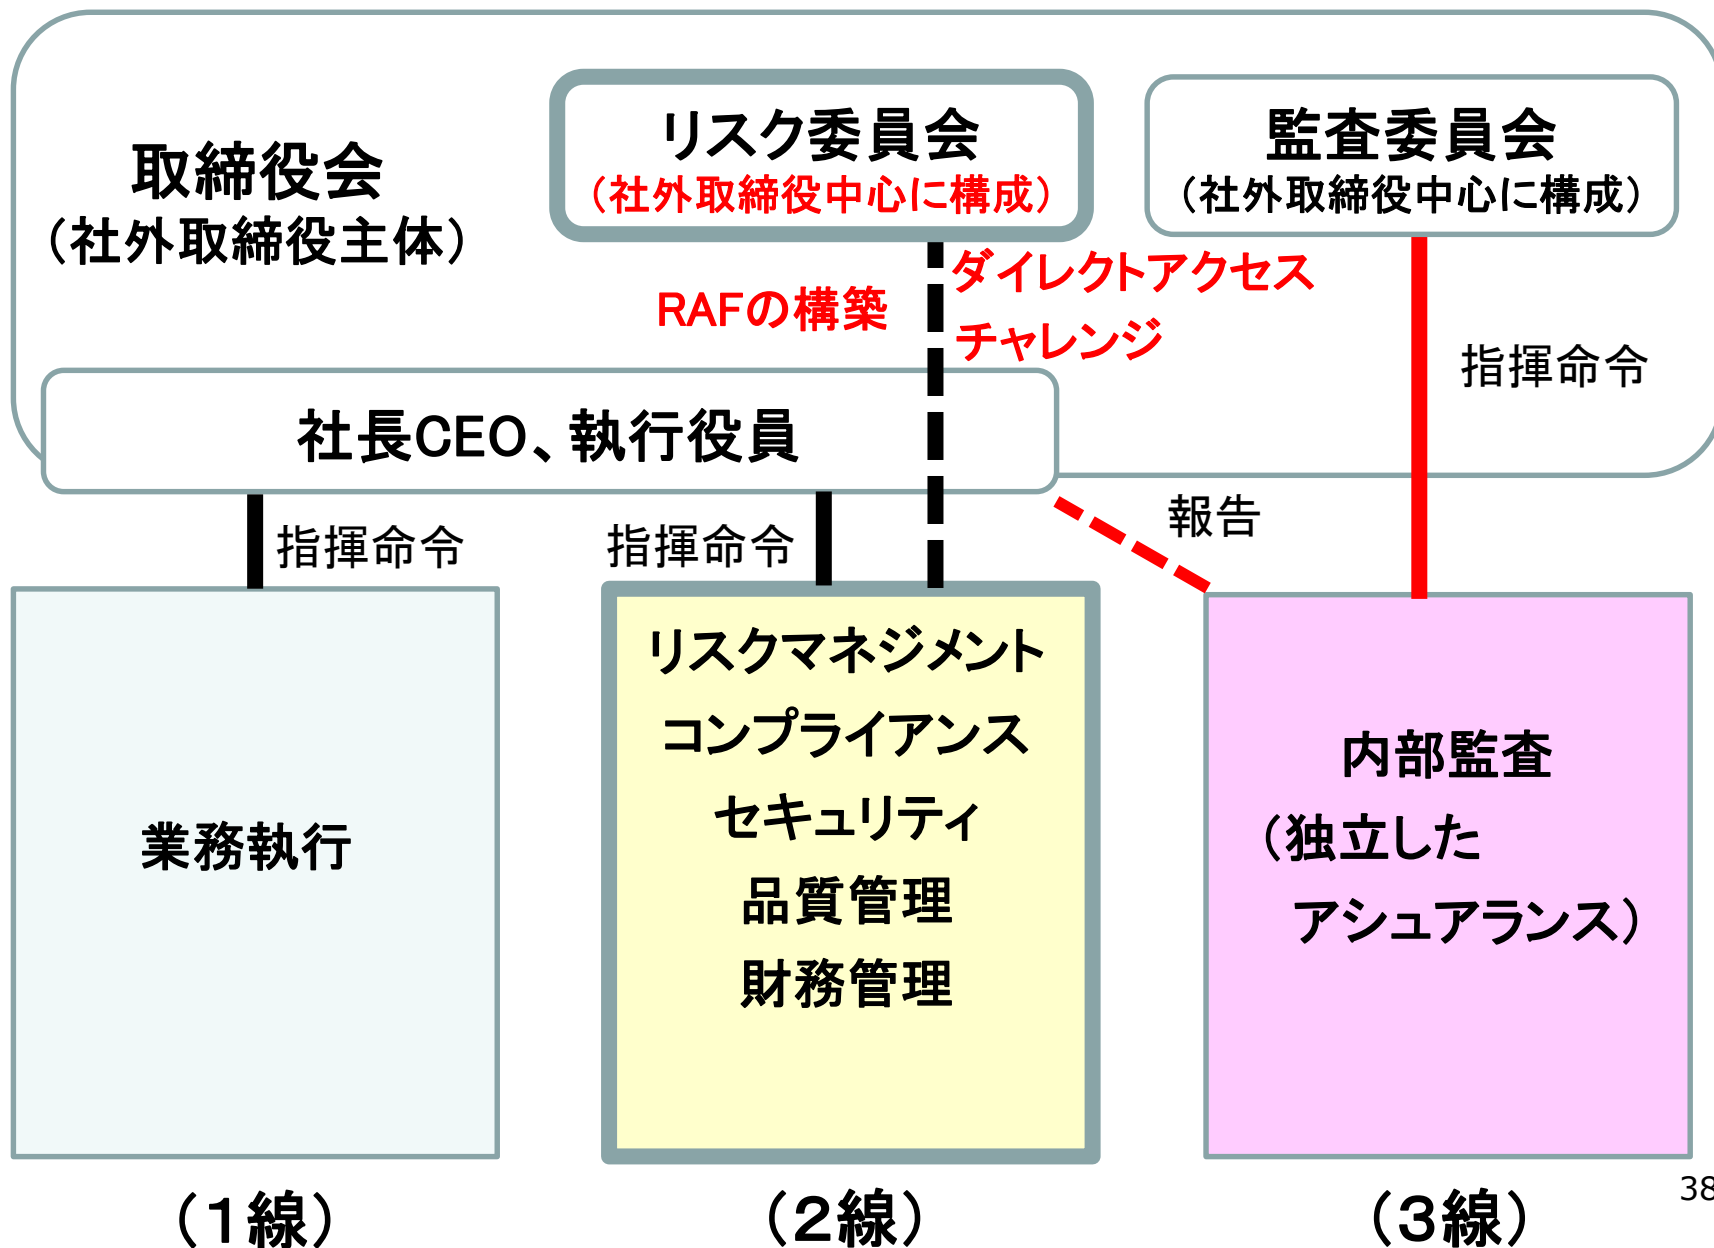 取締役会
（社外取締役主体）
リスク委員会
（社外取締役中心に構成）
監査委員会
（社外取締役中心に構成）
RAFの構築
ダイレクトアクセス
チャレンジ
指揮命令
社長CEO、執行役員
指揮命令
指揮命令
報告
業務執行
リスクマネジメント
コンプライアンス
セキュリティ
品質管理
財務管理
内部監査
（独立した
アシュアランス）
（1線）
（2線）
（3線）
38